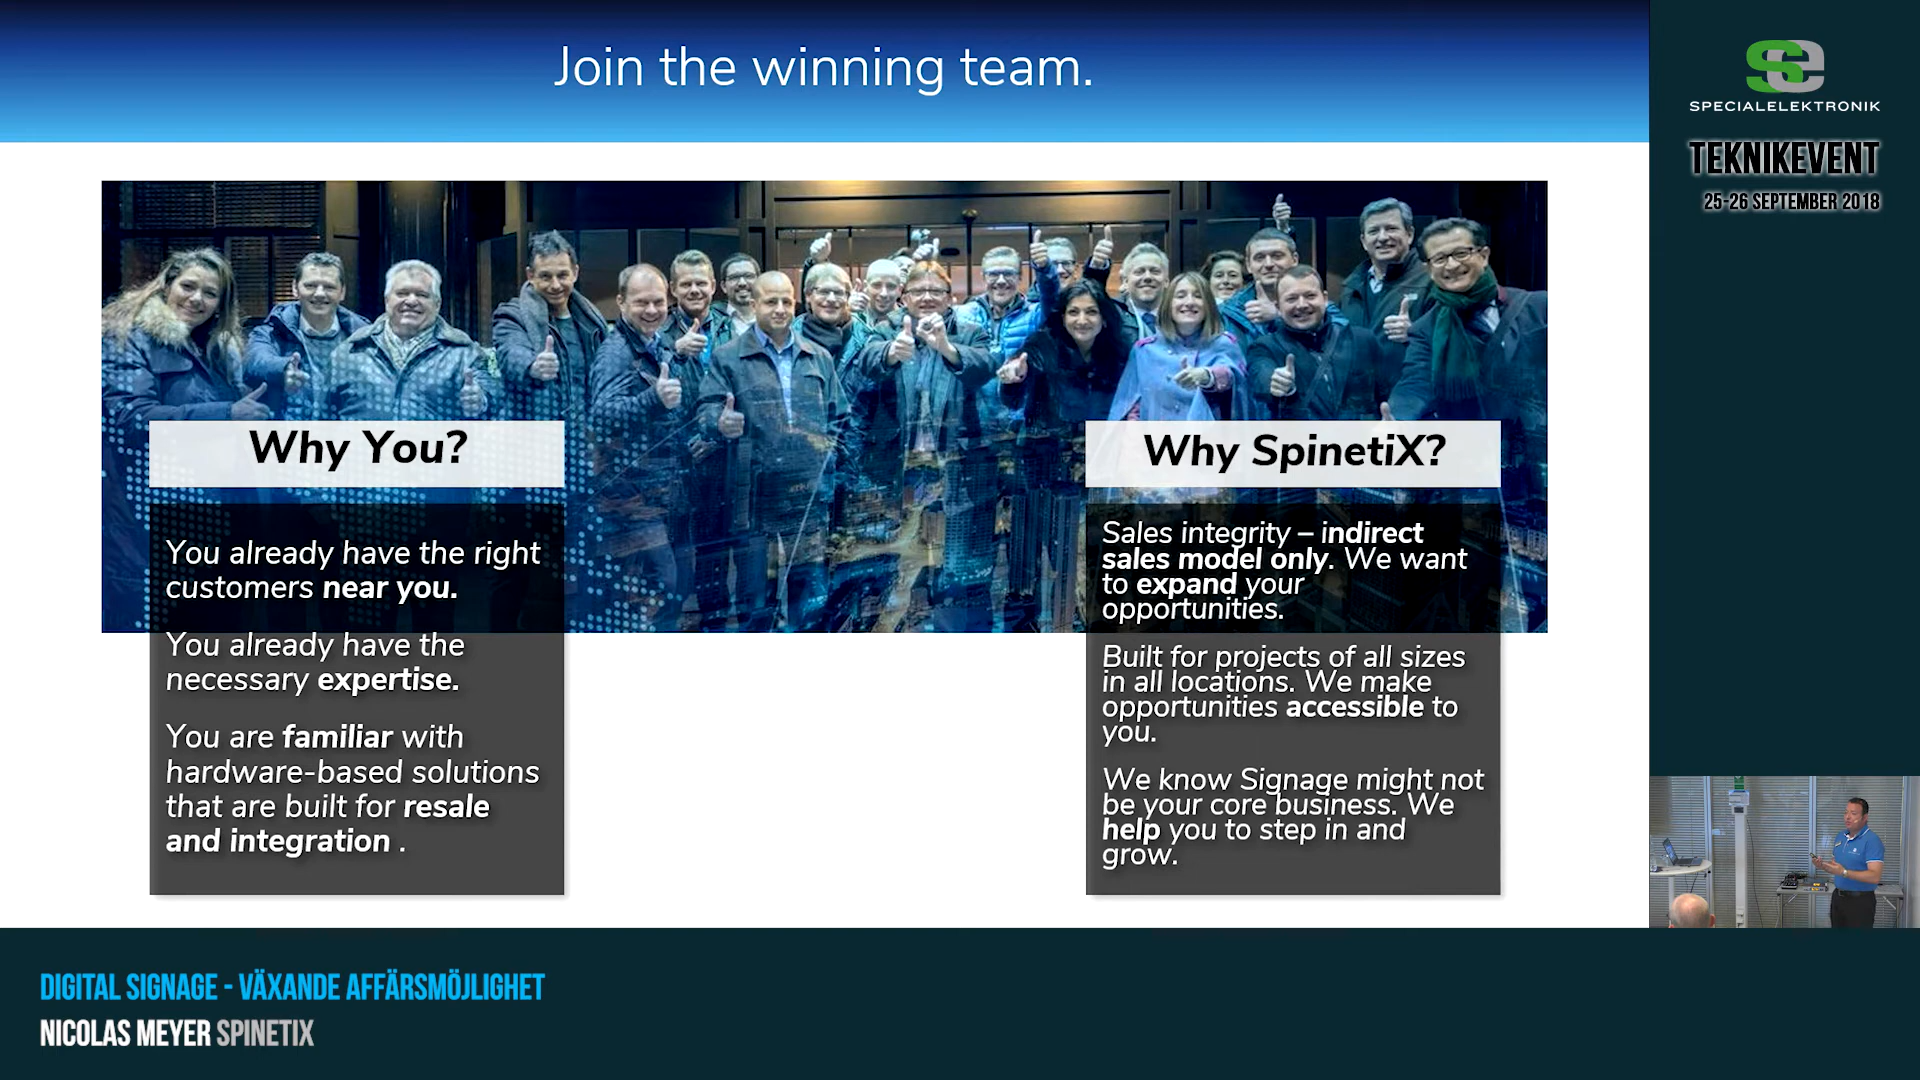 Join the winning team.
Why You?
You already have the right
customers near you.
You already have the
necessary expertise.
You are familiar with
hardware-based solutions
that are built for resale
and integration .
Why SpinetiX?
Sales integrity – indirect
sales model only. We want
to expand your
opportunities.
Built for projects of all sizes
in all locations. We make
opportunities accessible to
you.
We know Signage might not
be your core business. We
help you to step in and
grow.
se
SPECIALELEKTRONIK
TEKNIKEVENT
25-26 SEPTEMBER 2018
DIGITAL SIGNAGE - VÄXANDE AFFÄRSMÖJLIGHET
NICOLAS MEYER SPINETIX